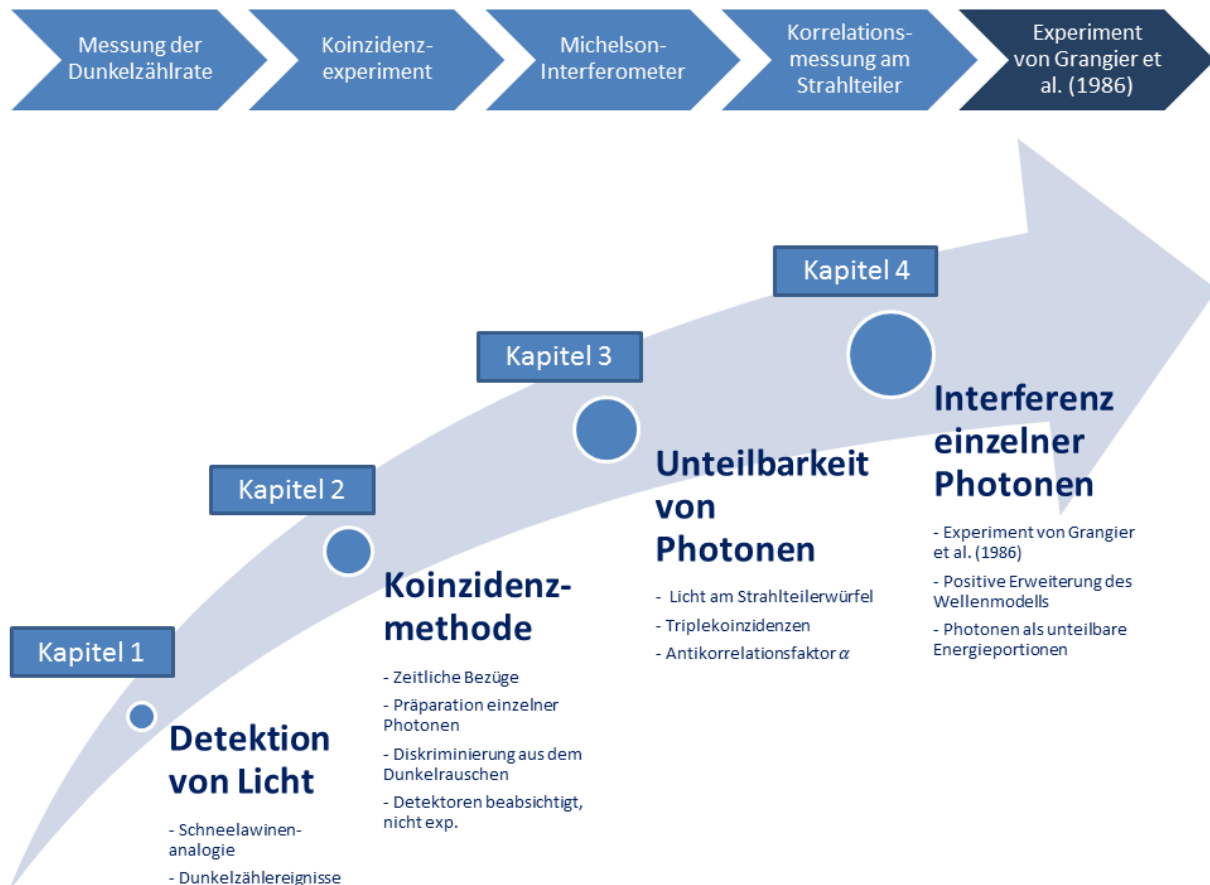 Messung der
Dunkelzählrate
Koinzidenz-
experiment
Michelson-
Interferometer
Korrelations-
messung am
Strahlteiler
Experiment
von Grangier et
al. (1986)
Kapitel 1
Detektion
von Licht
- Schneelawinen-
analogie
- Dunkelzählereignisse
Kapitel 2
Koinzidenz-
methode
- Zeitliche Bezüge
- Präparation einzelner
Photonen
- Diskriminierung aus dem
Dunkelrauschen
- Detektoren beabsichtigt,
nicht exp.
Kapitel 3
Unteilbarkeit
von
Photonen
- Licht am Strahlteilerwürfel
- Triplekoinzidenzen
- Antikorrelationsfaktor α
Kapitel 4
Interferenz
einzelner
Photonen
- Experiment von Grangier
et al. (1986)
- Positive Erweiterung des
Wellenmodells
- Photonen als unteilbare
Energieportionen